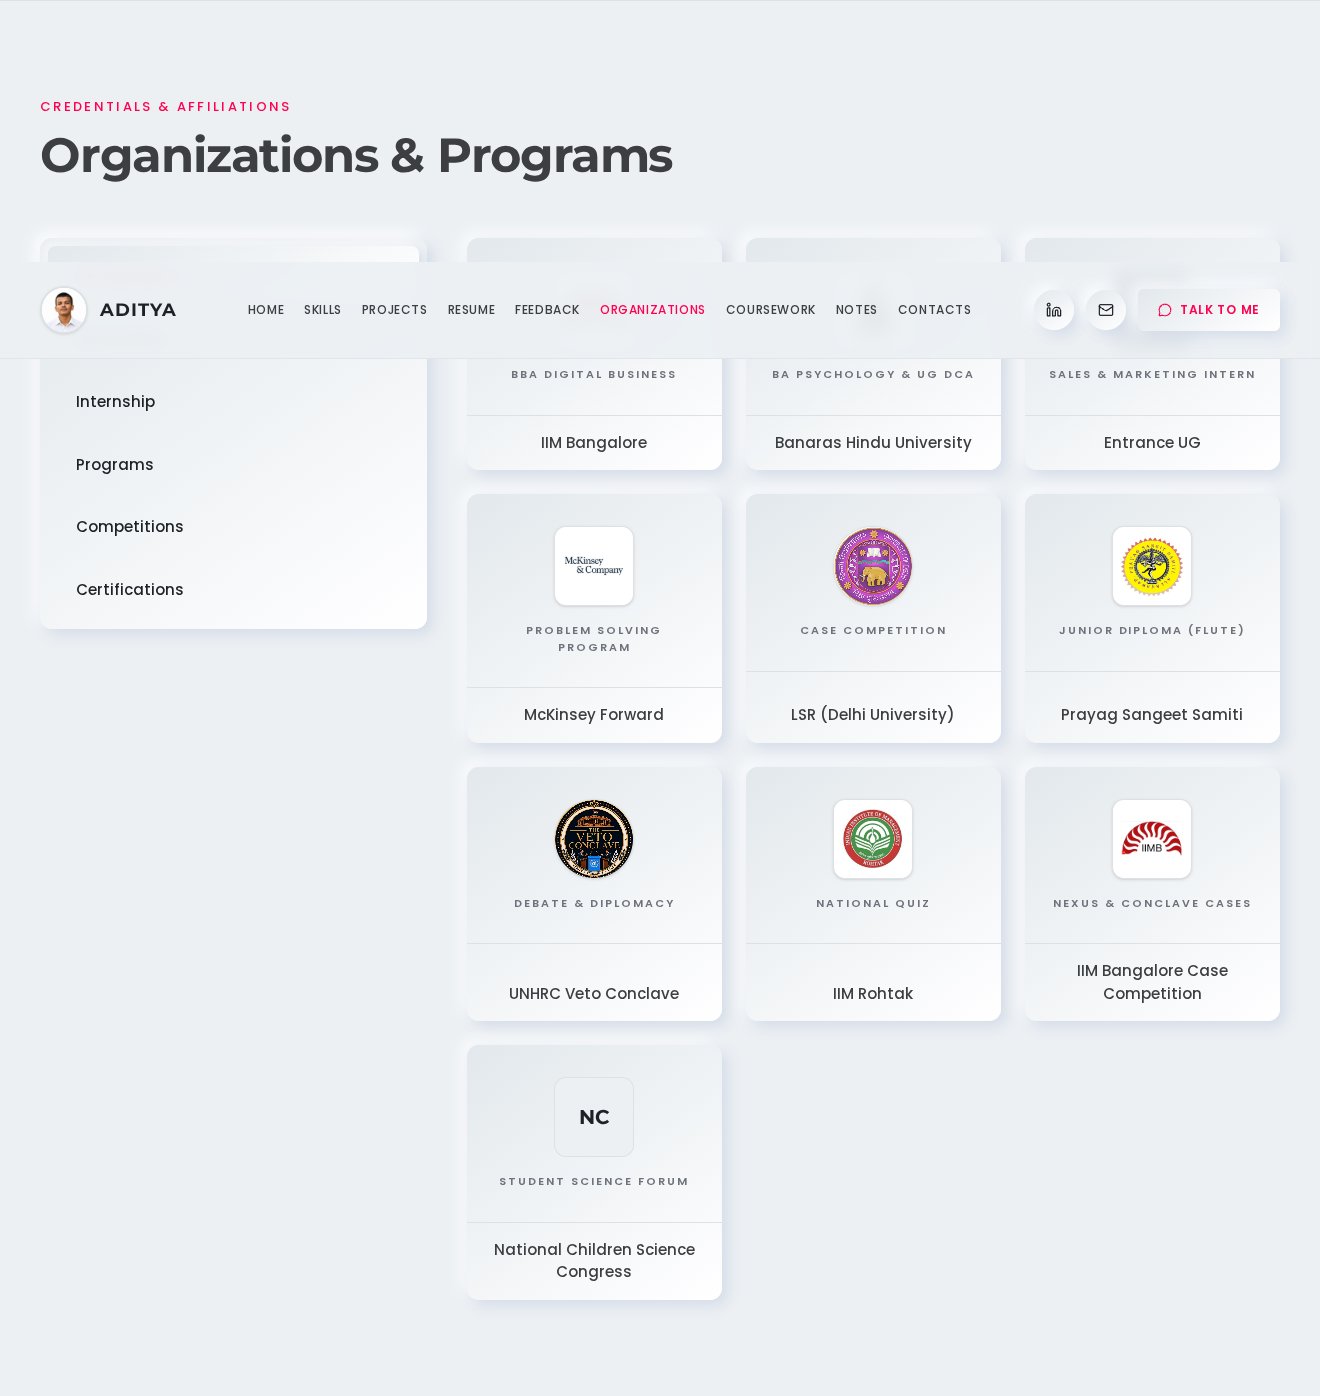 CREDENTIALS & AFFILIATIONS
Organizations & Programs
ADITYA
HOME
SKILLS
PROJECTS
RESUME
FEEDBACK
ORGANIZATIONS
COURSEWORK
NOTES
CONTACTS
TALK TO ME
Internship
Programs
Competitions
Certifications
BBA DIGITAL BUSINESS
IIM Bangalore
BA PSYCHOLOGY & UG DCA
Banaras Hindu University
SALES & MARKETING INTERN
Entrance UG
McKinsey
& Company
PROBLEM SOLVING
PROGRAM
McKinsey Forward
CASE COMPETITION
LSR (Delhi University)
JUNIOR DIPLOMA (FLUTE)
Prayag Sangeet Samiti
THE
VETO
CONCLAVE
DEBATE & DIPLOMACY
UNHRC Veto Conclave
ROHTAK
NATIONAL QUIZ
IIM Rohtak
IIMB
NEXUS & CONCLAVE CASES
IIM Bangalore Case
Competition
NC
STUDENT SCIENCE FORUM
National Children Science
Congress